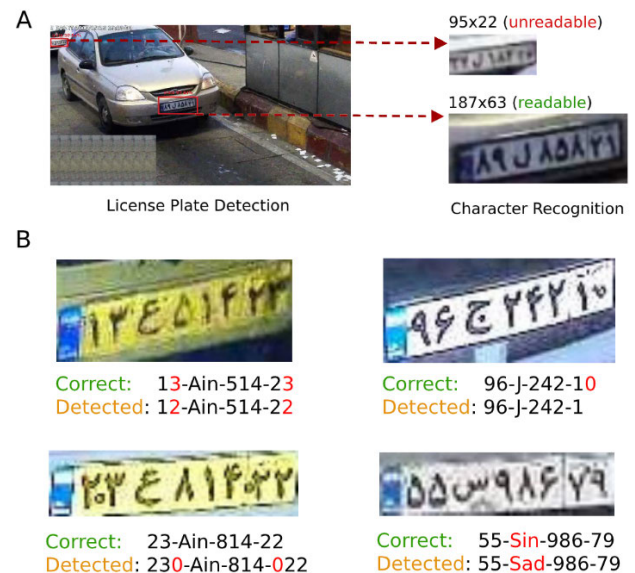 A
95x22 (unreadable)
187x63 (readable)
۸۹ ل ۸۵۸ ۲۱
License Plate Detection
Character Recognition
B
۱۳ ع ۵۱۴ ۲۳
۹۶ ج ۲۴۲ ۱۰
Correct: 13-Ain-514-23
Detected: 12-Ain-514-22
Correct: 96-J-242-10
Detected: 96-J-242-1
۲۳ ع ۸۱۴ ۲۲
۵۵ س ۹۸۶ ۷۹
Correct: 23-Ain-814-22
Detected: 230-Ain-814-022
Correct: 55-Sin-986-79
Detected: 55-Sad-986-79